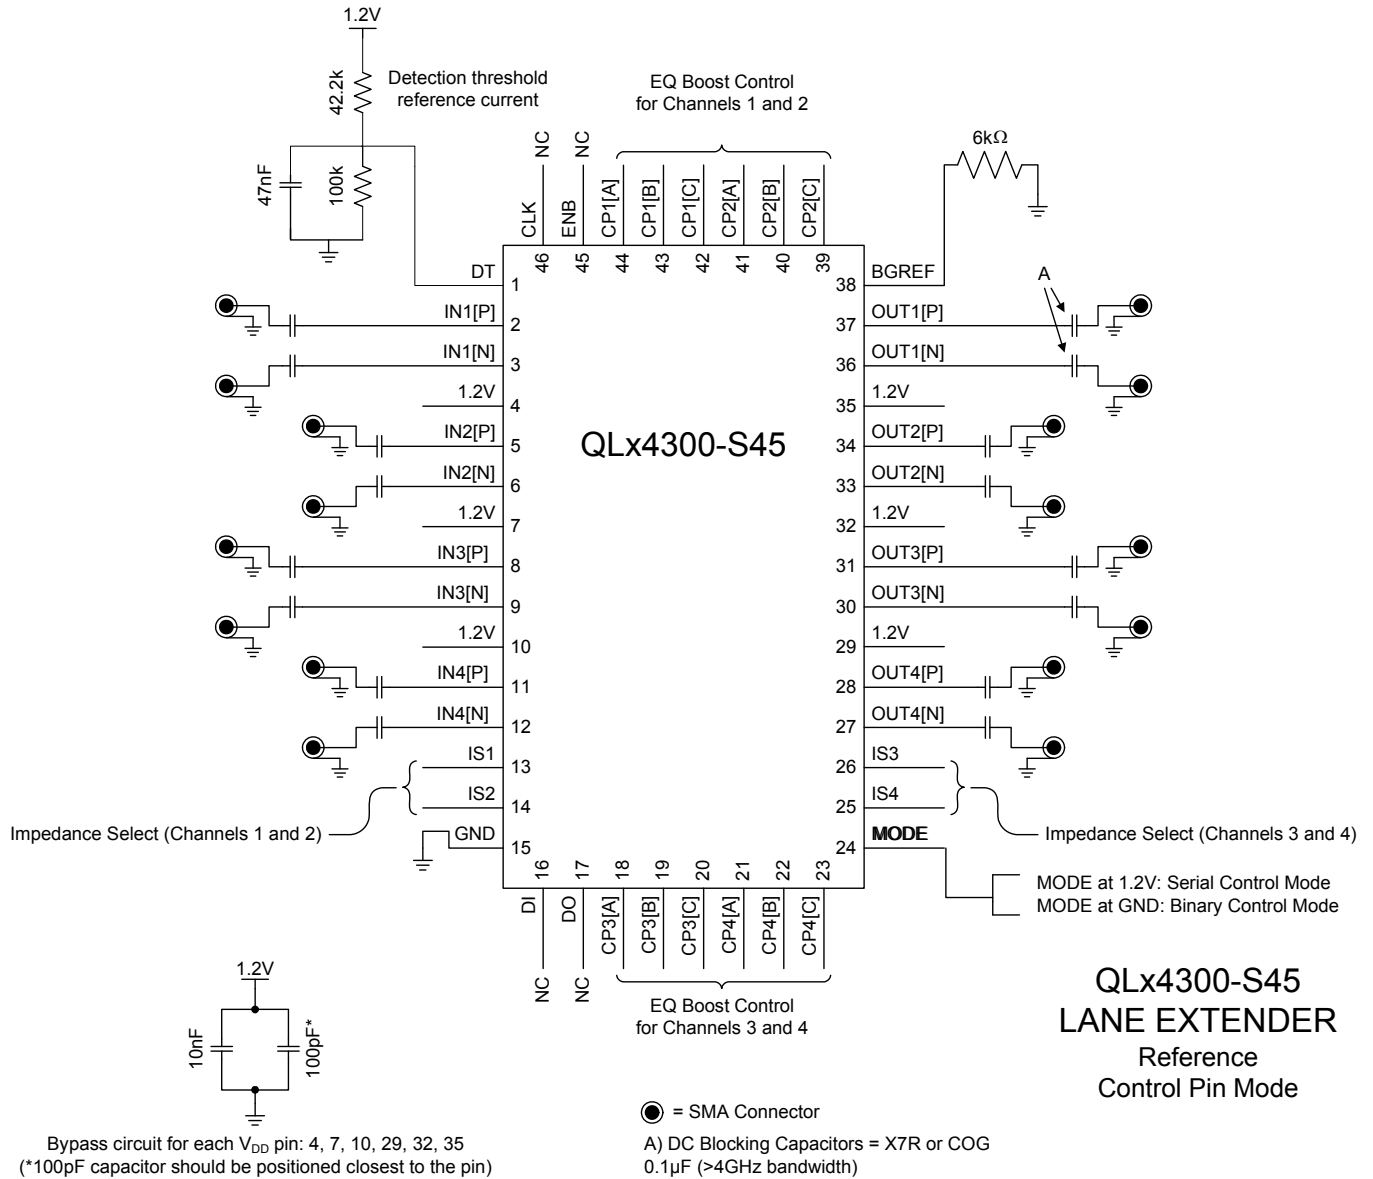 1.2V
42.2k
Detection threshold
reference current
47nF
100k
EQ Boost Control
for Channels 1 and 2
6kΩ
NC
NC
CLK
ENB
CP1[A]
CP1[B]
CP1[C]
CP2[A]
CP2[B]
CP2[C]
46
45
44
43
42
41
40
39
DT
1
IN1[P]
2
IN1[N]
3
1.2V
4
IN2[P]
5
IN2[N]
6
1.2V
7
IN3[P]
8
IN3[N]
9
1.2V
10
IN4[P]
11
IN4[N]
12
IS1
13
IS2
14
GND
15
Impedance Select (Channels 1 and 2)
QLx4300-S45
38
BGREF
A
37
OUT1[P]
36
OUT1[N]
35
1.2V
34
OUT2[P]
33
OUT2[N]
32
1.2V
31
OUT3[P]
30
OUT3[N]
29
1.2V
28
OUT4[P]
27
OUT4[N]
26
IS3
25
IS4
24
MODE
Impedance Select (Channels 3 and 4)
MODE at 1.2V: Serial Control Mode
MODE at GND: Binary Control Mode
16
17
18
19
20
21
22
23
DI
DO
CP3[A]
CP3[B]
CP3[C]
CP4[A]
CP4[B]
CP4[C]
NC
NC
EQ Boost Control
for Channels 3 and 4
1.2V
10nF
100pF*
Bypass circuit for each VDD pin: 4, 7, 10, 29, 32, 35
(*100pF capacitor should be positioned closest to the pin)
= SMA Connector
A) DC Blocking Capacitors = X7R or COG
0.1µF (>4GHz bandwidth)
QLx4300-S45
LANE EXTENDER
Reference
Control Pin Mode